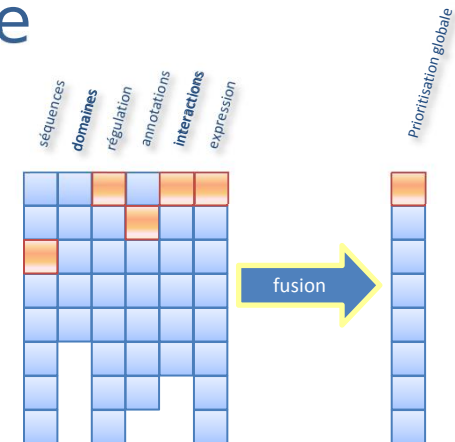 e
séquences
domaines
régulation
annotations
interactions
expression
Prioritisation globale
fusion